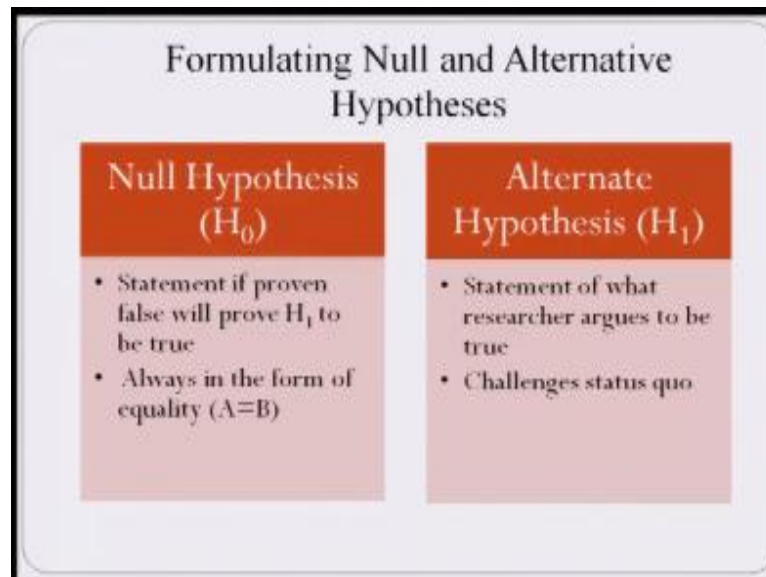 Formulating Null and Alternative
Hypotheses
Null Hypothesis
(H₀)
• Statement if proven
false will prove H₁ to
be true
• Always in the form of
equality (A=B)
Alternate
Hypothesis (H₁)
• Statement of what
researcher argues to be
true
• Challenges status quo